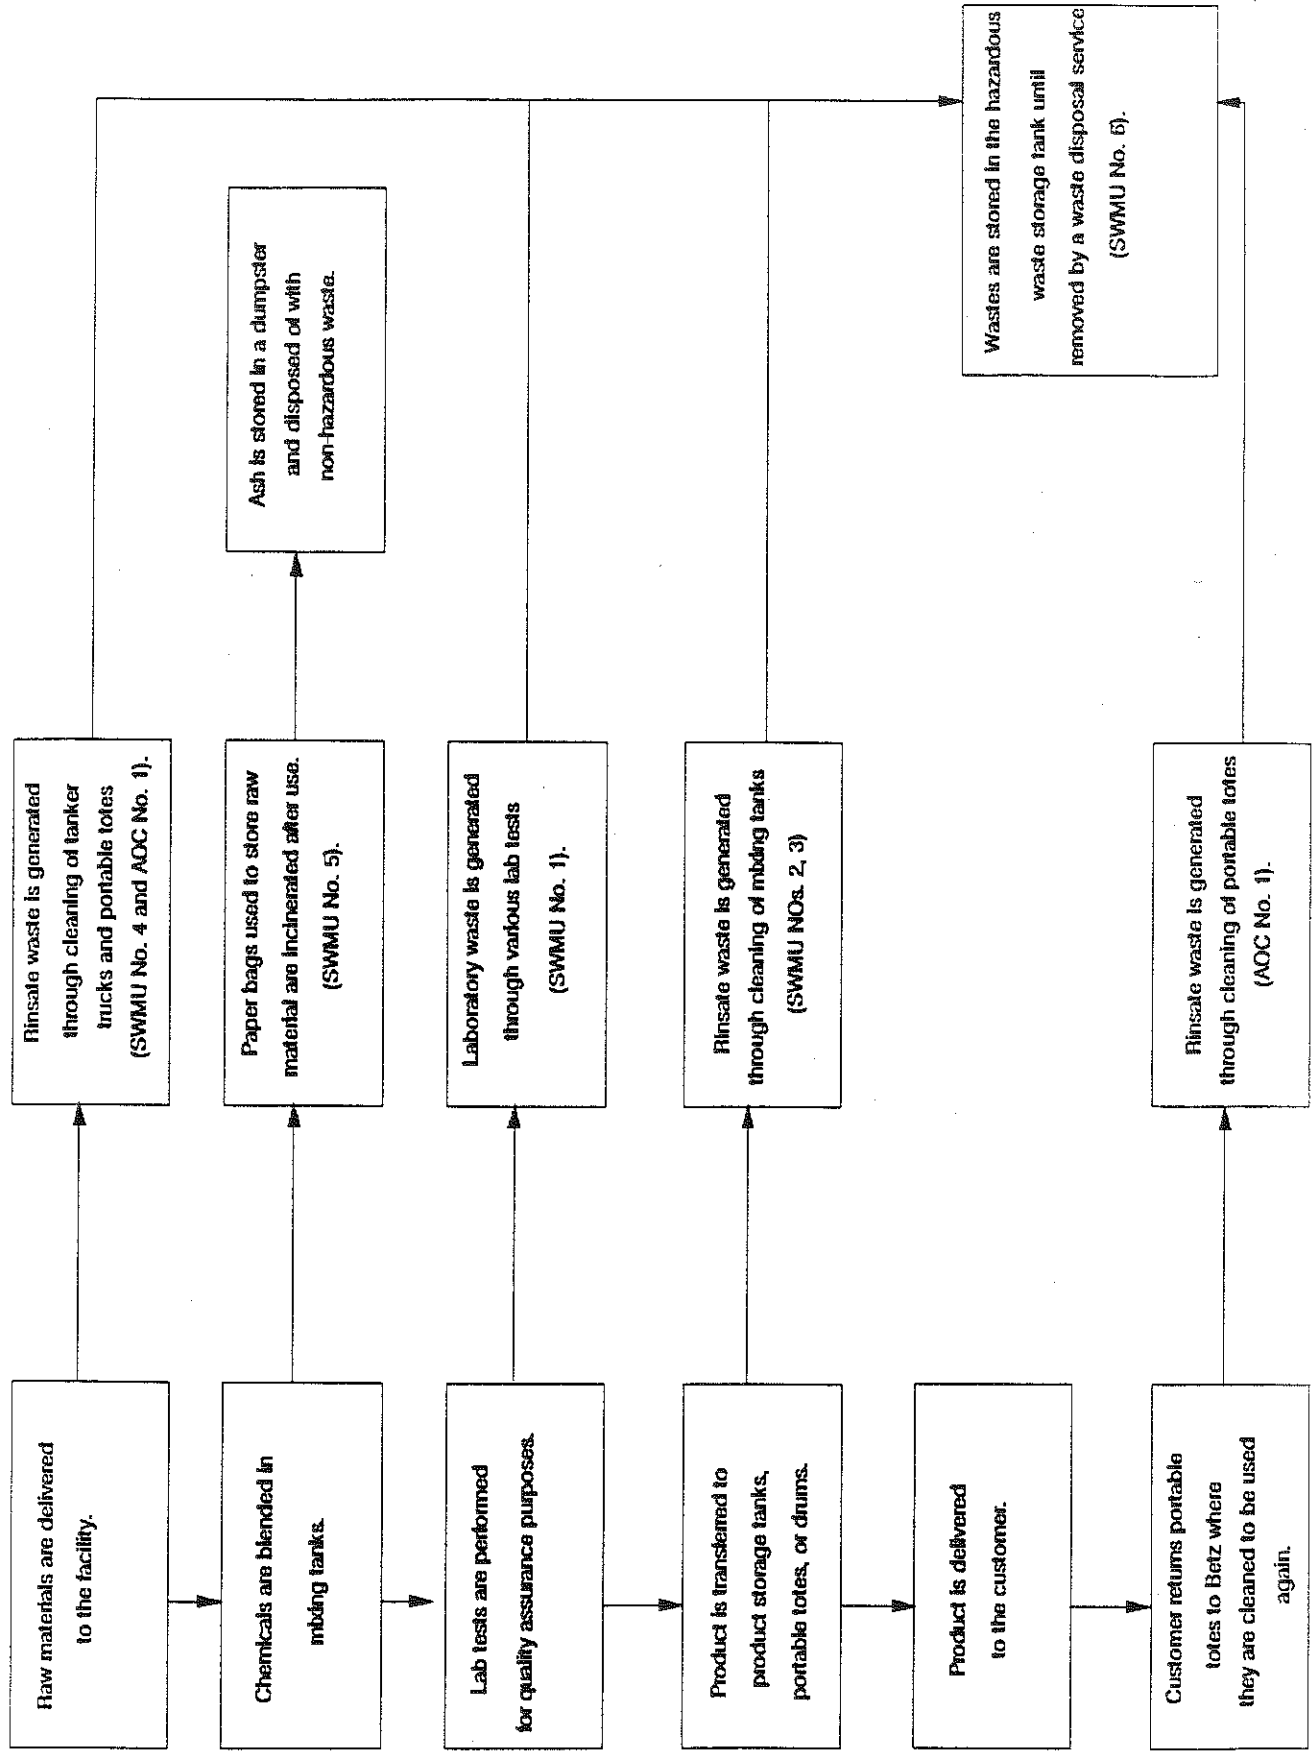 Raw materials are delivered
to the facility.
Rinsate waste is generated
through cleaning of tanker
trucks and portable totes
(SWMU No. 4 and AOC No. 1).
Chemicals are blended in
mixing tanks.
Paper bags used to store raw
material are incinerated after use.
(SWMU No. 5).
Ash is stored in a dumpster
and disposed of with
non-hazardous waste.
Lab tests are performed
for quality assurance purposes.
Laboratory waste is generated
through various lab tests
(SWMU No. 1).
Product is transferred to
product storage tanks,
portable totes, or drums.
Rinsate waste is generated
through cleaning of mixing tanks
(SWMU NOs. 2, 3)
Product is delivered
to the customer.
Wastes are stored in the hazardous
waste storage tank until
removed by a waste disposal service
(SWMU No. 6).
Customer returns portable
totes to Betz where
they are cleaned to be used
again.
Rinsate waste is generated
through cleaning of portable totes
(AOC No. 1).